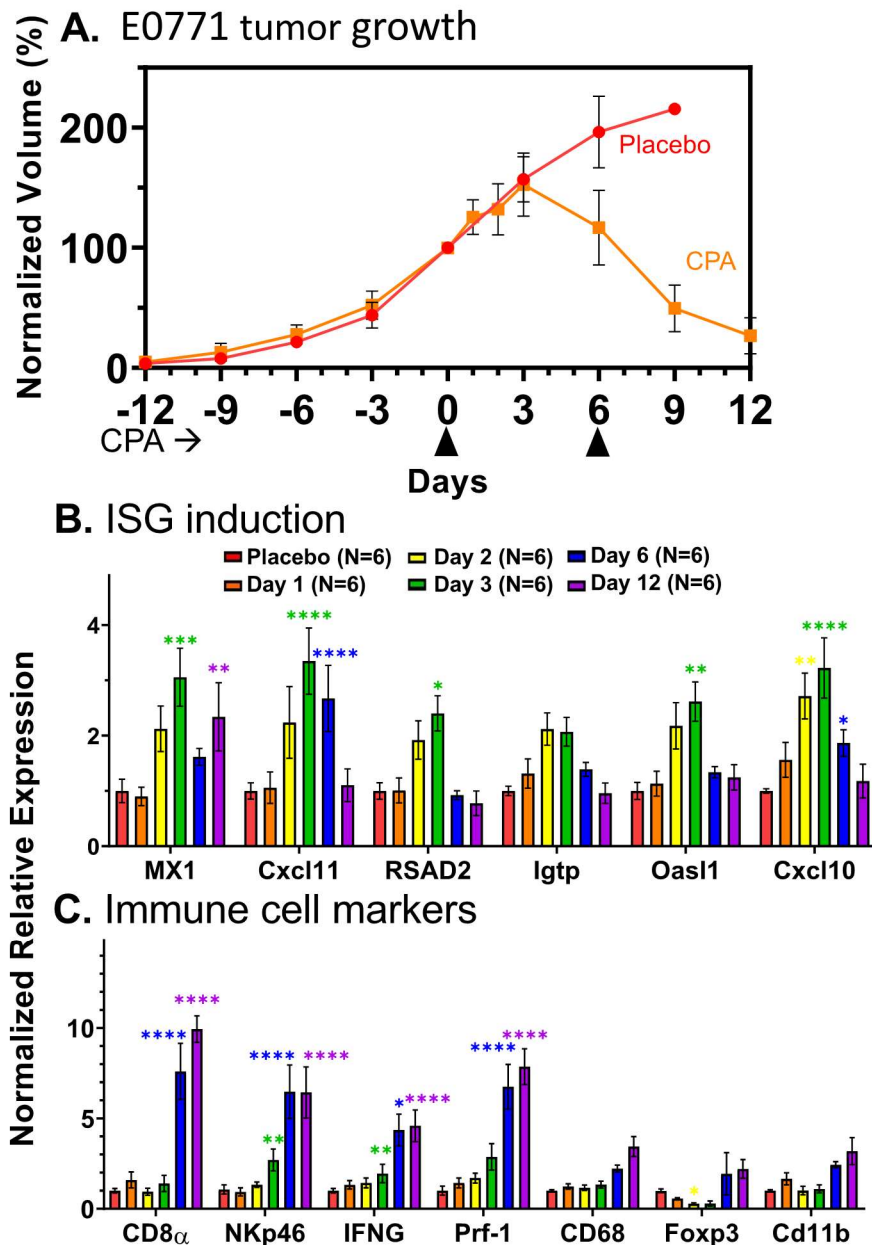 A. E0771 tumor growth
Normalized Volume (%)
200
100
0
Placebo
CPA
-12 -9 -6 -3 0 3 6 9 12
CPA →
Days
B. ISG induction
Placebo (N=6) Day 2 (N=6) Day 6 (N=6)
Day 1 (N=6) Day 3 (N=6) Day 12 (N=6)
Normalized Relative Expression
4
2
0
*** ** **** **** * ** ** **** *
MX1 Cxcl11 RSAD2 Igtp Oasl1 Cxcl10
C. Immune cell markers
Normalized Relative Expression
10
5
0
**** **** ** **** **** ** * **** **** **** *
CD8α NKp46 IFNG Prf-1 CD68 Foxp3 Cd11b